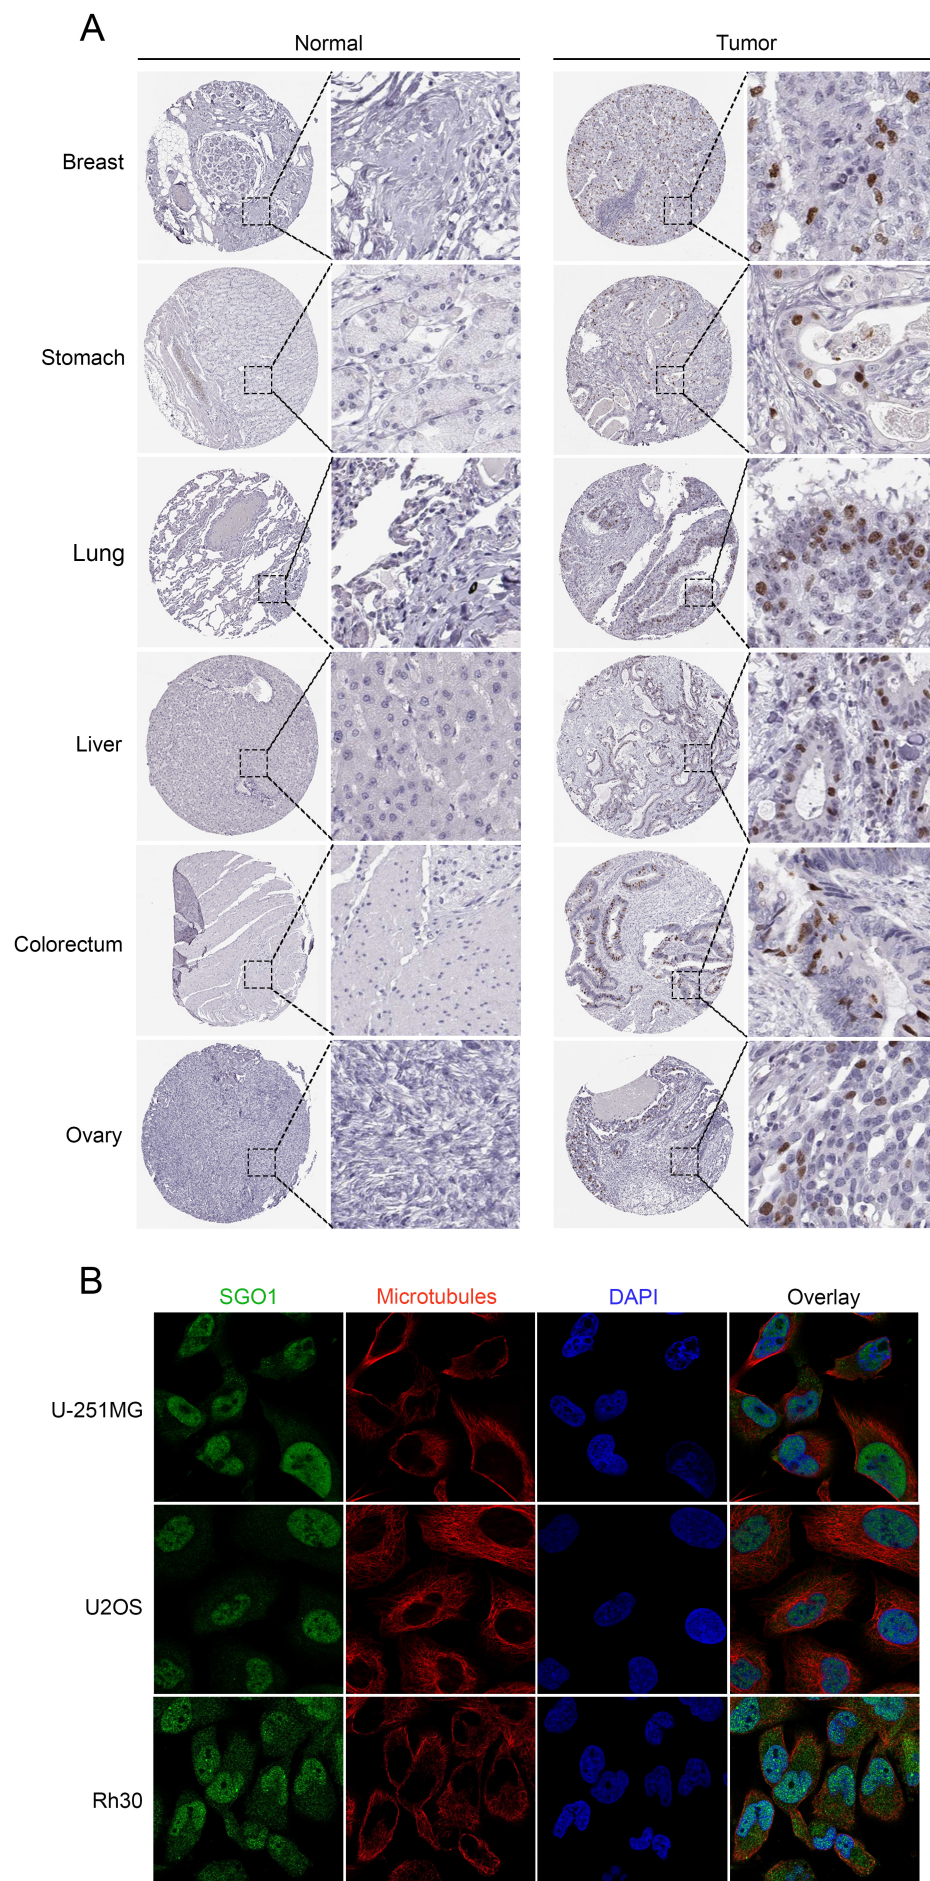 A
Normal
Tumor
Breast
Stomach
Lung
Liver
Colorectum
Ovary
B
SGO1
Microtubules
DAPI
Overlay
U-251MG
U2OS
Rh30